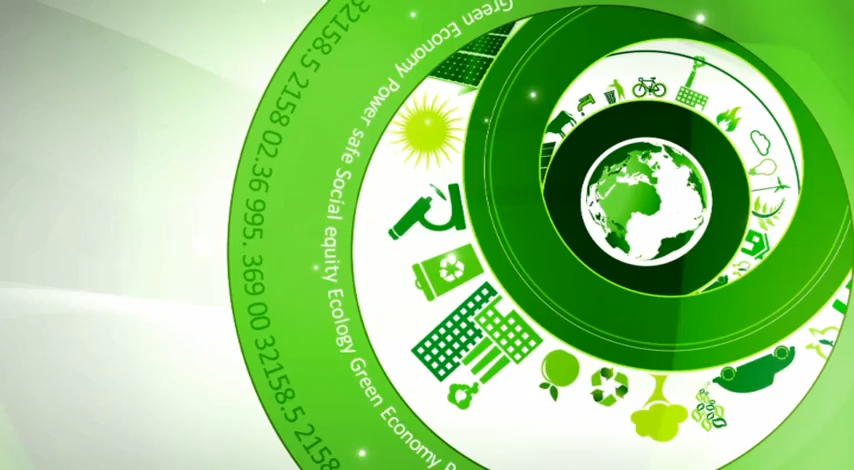 32158.5 2158 02.36 995. 369 00 32158.5 2158
Green Economy Power safe Social equity Ecology Green Economy P